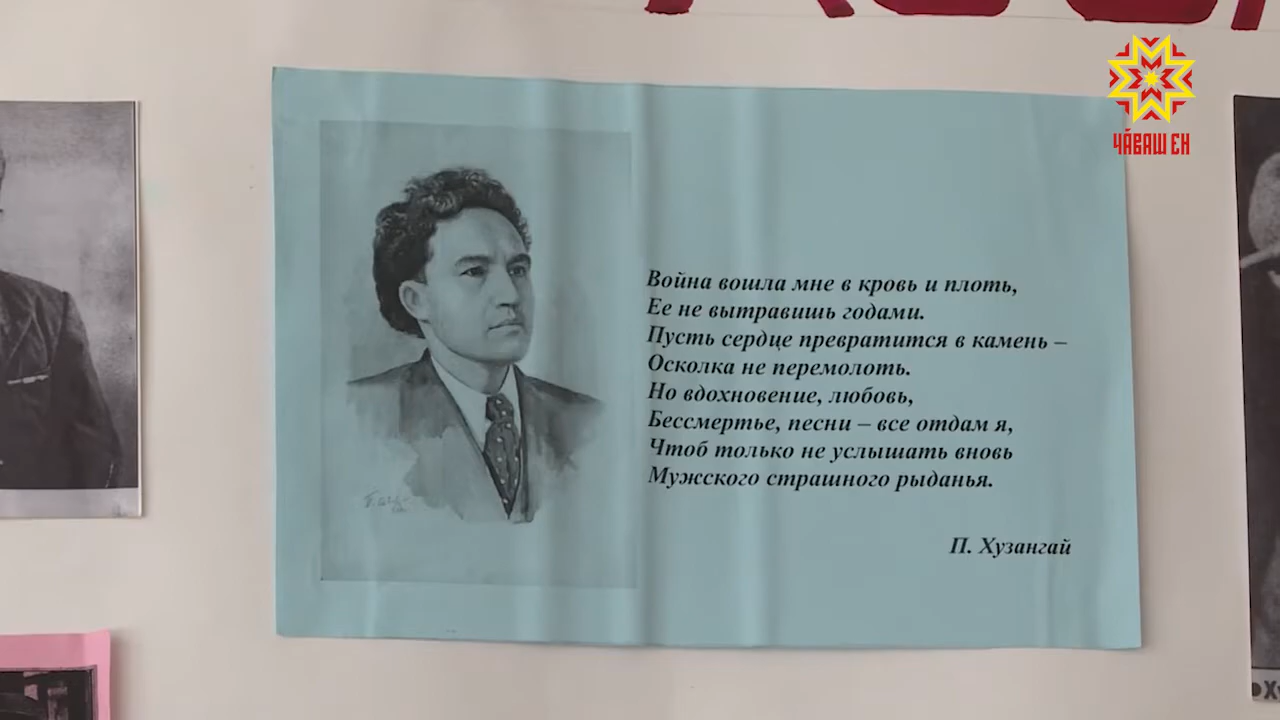 ЧӐВАШ ЕН
Война вошла мне в кровь и плоть,
Ее не вытравишь годами.
Пусть сердце превратится в камень –
Осколка не перемолоть.
Но вдохновение, любовь,
Бессмертье, песни – все отдам я,
Чтоб только не услышать вновь
Мужского страшного рыданья.
П. Хузангай